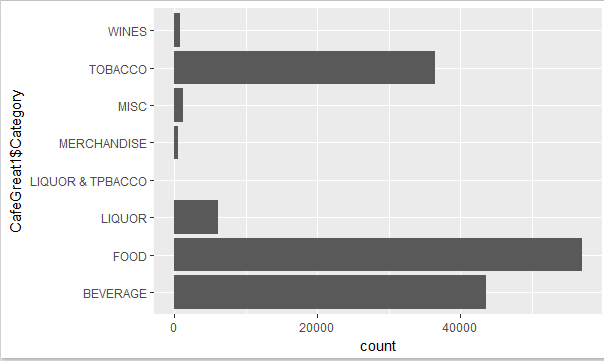 CafeGreat1$Category
WINES
TOBACCO
MISC
MERCHANDISE
LIQUOR & TPBACCO
LIQUOR
FOOD
BEVERAGE
0 20000 40000
count